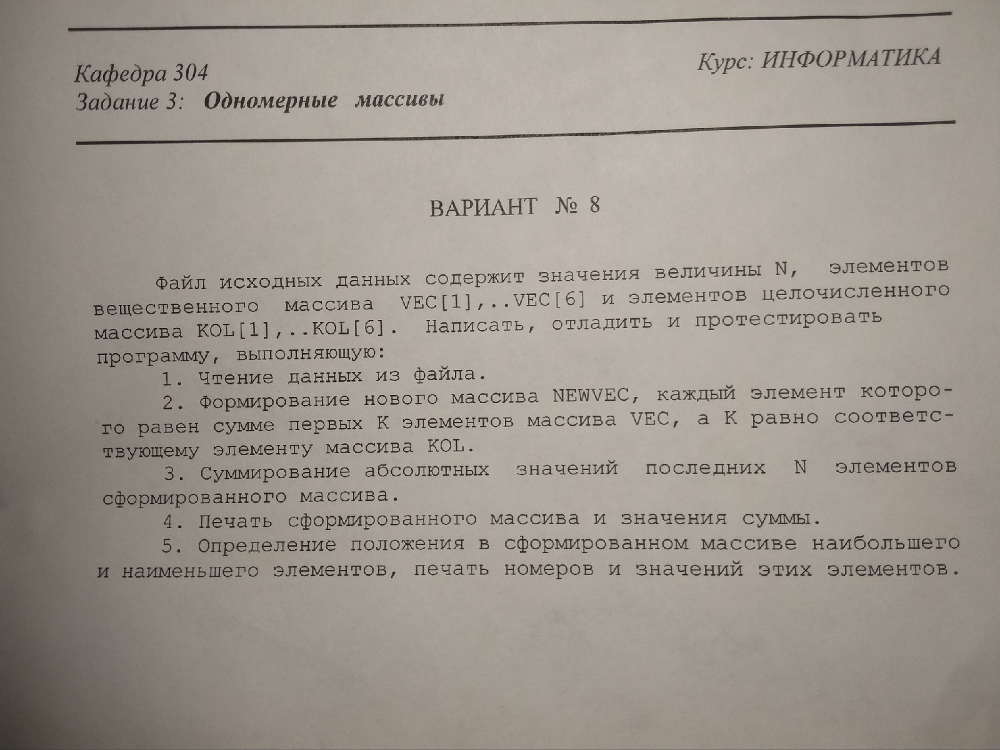 Кафедра 304
Курс: ИНФОРМАТИКА
Задание 3: Одномерные массивы
ВАРИАНТ № 8
Файл исходных данных содержит значения величины N, элементов
вещественного массива VEC[1],..VEC[6] и элементов целочисленного
массива KOL[1],..KOL[6]. Написать, отладить и протестировать
программу, выполняющую:
1. Чтение данных из файла.
2. Формирование нового массива NEWVEC, каждый элемент которо-
го равен сумме первых К элементов массива VEC, а К равно соответс-
твующему элементу массива KOL.
3. Суммирование абсолютных значений последних N элементов
сформированного массива.
4. Печать сформированного массива и значения суммы.
5. Определение положения в сформированном массиве наибольшего
и наименьшего элементов, печать номеров и значений этих элементов.